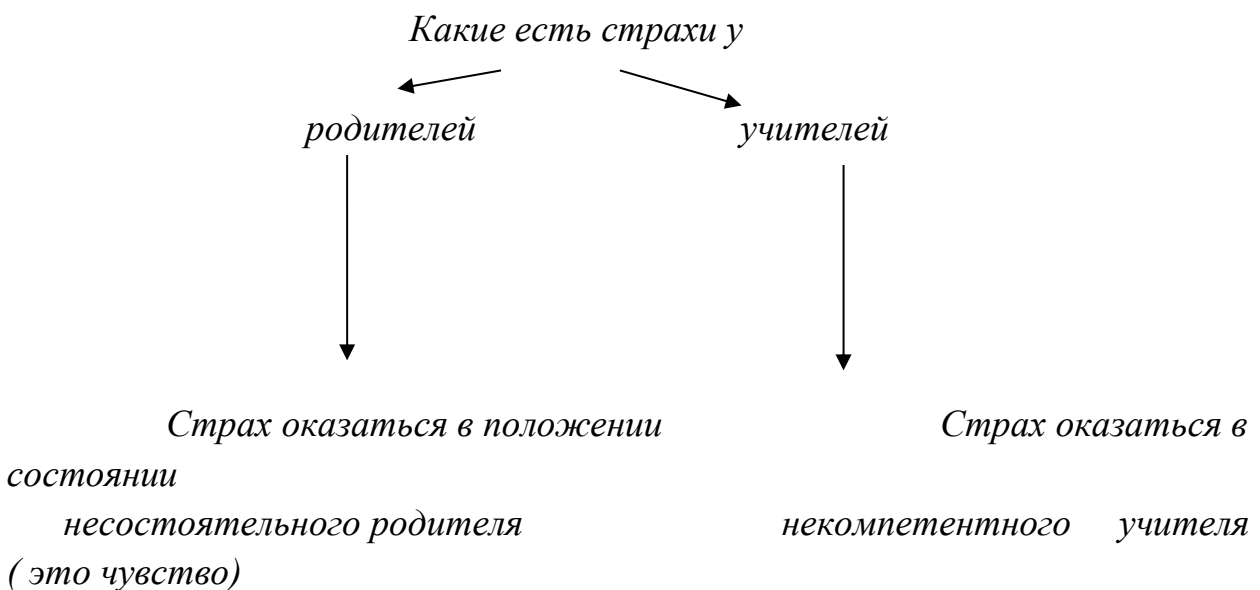 Какие есть страхи у
родителей учителей
Страх оказаться в положении Страх оказаться в
состоянии
несостоятельного родителя некомпетентного учителя
( это чувство)